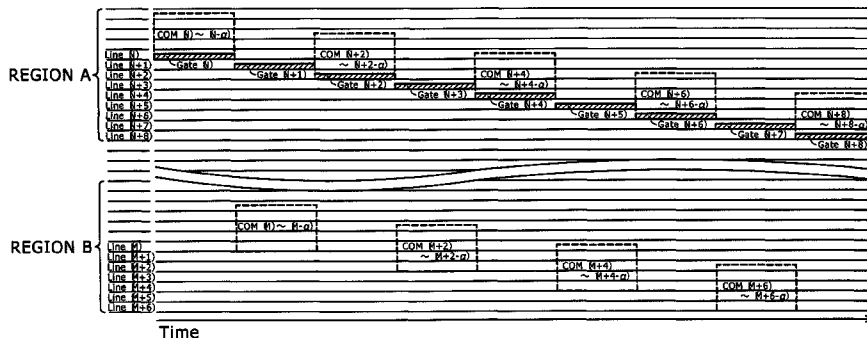 COM N)~ N-α)
Line N)
Gate N)
COM N+2)
~ N+2-α)
Line N+1)
Gate N+1)
REGION A
Line N+2)
Gate N+2)
COM N+4)
~ N+4-α)
Line N+3)
Gate N+3)
Line N+4)
Gate N+4)
COM N+6)
~ N+6-α)
Line N+5)
Gate N+5)
Line N+6)
Gate N+6)
COM N+8)
~ N+8-α)
Line N+7)
Gate N+7)
Line N+8)
Gate N+8)
COM M)~ M-α)
REGION B
Line M)
COM M+2)
~ M+2-α)
Line M+1)
Line M+2)
COM M+4)
~ M+4-α)
Line M+3)
Line M+4)
COM M+6)
~ M+6-α)
Line M+5)
Line M+6)
Time